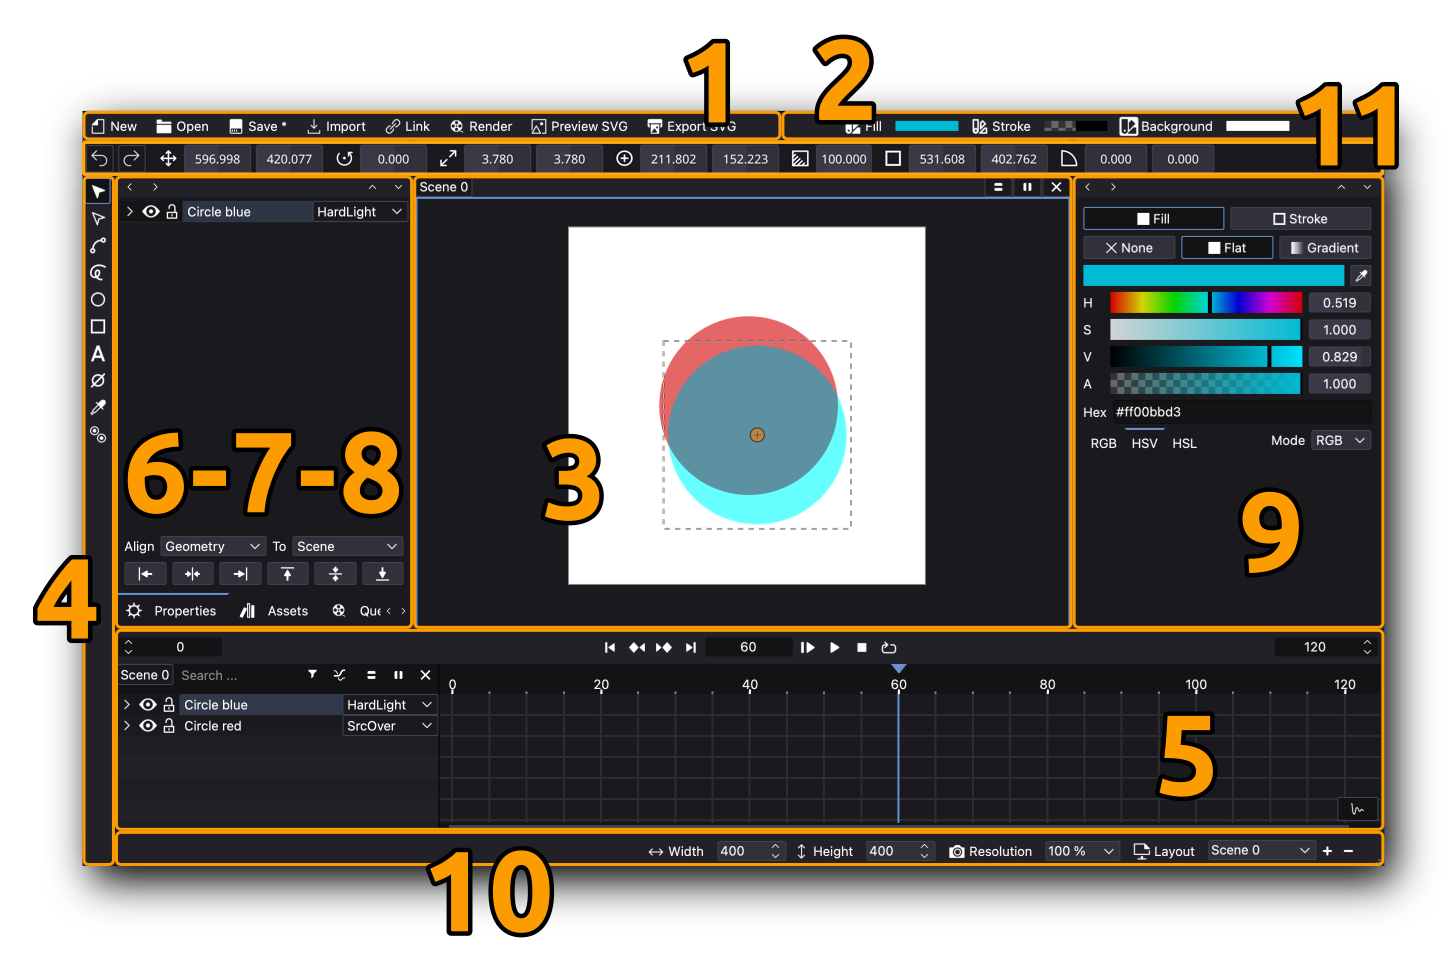 1
2
11
New Open Save * Import Link Render Preview SVG Export SVG Fill Stroke Background
596.998 420.077 0.000 3.780 3.780 211.802 152.223 100.000 531.608 402.762 0.000 0.000
Scene 0
Circle blue HardLight
Fill Stroke
None Flat Gradient
H 0.519
S 1.000
V 0.829
A 1.000
Hex #ff00bbd3
RGB HSV HSL Mode RGB
6-7-8
3
9
Align Geometry To Scene
4
Properties Assets Que
0 60 120
Scene 0 Search ...
0 20 40 60 80 100 120
Circle blue HardLight
Circle red SrcOver
5
Width 400 Height 400 Resolution 100 % Layout Scene 0 + −
10